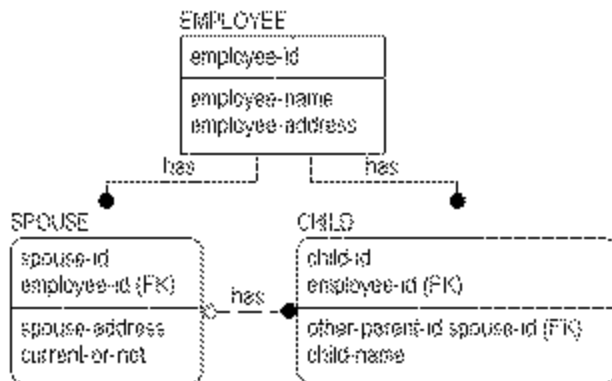 EMPLOYEE
employee-id
employee-name
employee-address
has
has
SPOUSE
spouse-id
employee-id (FK)
spouse-address
current-or-not
has
CHILD
child-id
employee-id (FK)
other-parent-id.spouse-id (FK)
child-name